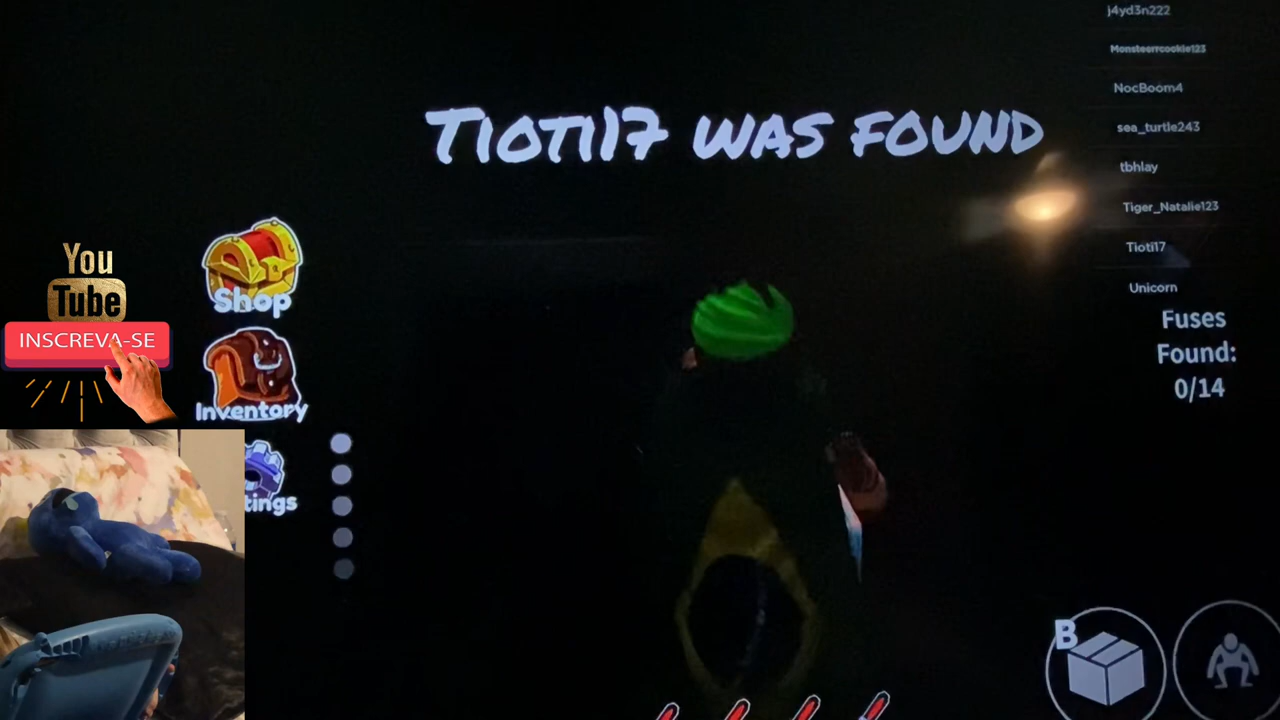 j4yd3n222
Monsteerrcookie123
NocBoom4
sea_turtle243
tbhlay
Tiger_Natalie123
Tioti17
Unicorn
Tioti17 was found
Fuses
Found:
0/14
You
Tube
INSCREVA-SE
Shop
Inventory
tings
B